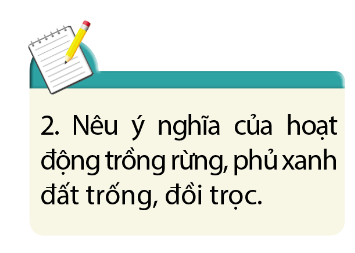 2. Nêu ý nghĩa của hoạt
động trồng rừng, phủ xanh
đất trống, đồi trọc.